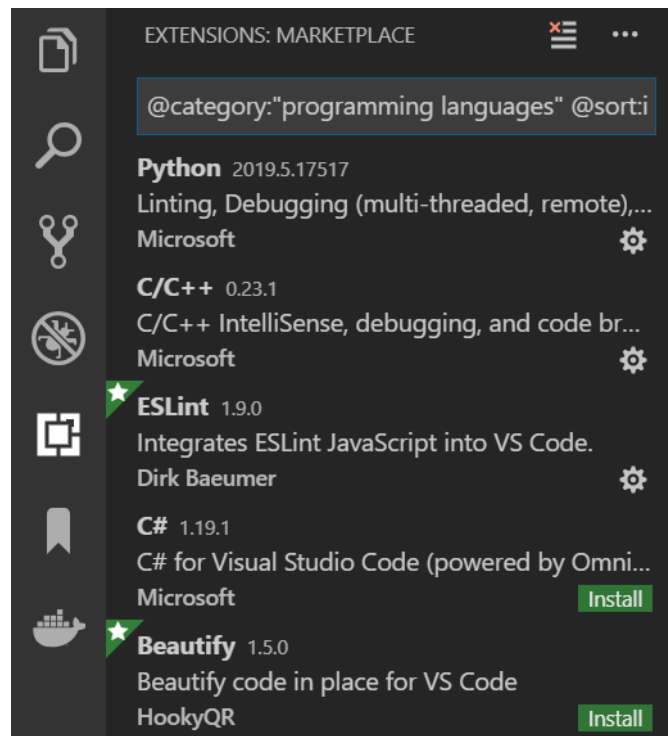 EXTENSIONS: MARKETPLACE
@category:"programming languages" @sort:i
Python 2019.5.17517
Linting, Debugging (multi-threaded, remote),...
Microsoft
C/C++ 0.23.1
C/C++ IntelliSense, debugging, and code br...
Microsoft
ESLint 1.9.0
Integrates ESLint JavaScript into VS Code.
Dirk Baeumer
C# 1.19.1
C# for Visual Studio Code (powered by Omni...
Microsoft Install
Beautify 1.5.0
Beautify code in place for VS Code
HookyQR Install